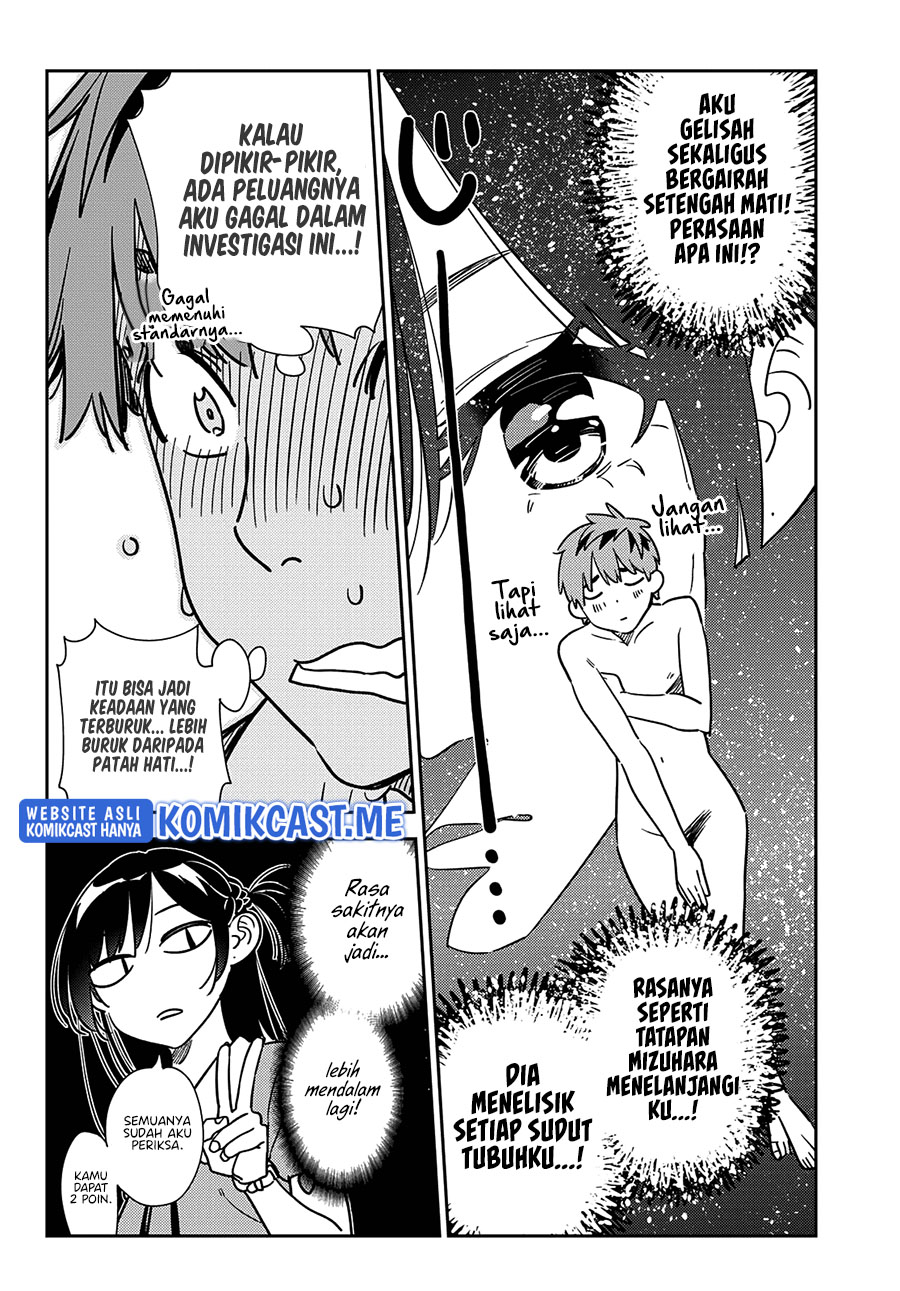 AKU
GELISAH
SEKALIGUS
BERGAIRAH
SETENGAH MATI!
PERASAAN
APA INI!?
じー...
Jangan
lihat...
Tapi
lihat
saja...
RASANYA
SEPERTI
TATAPAN
MIZUHARA
MENELANJANGI
KU...!
DIA
MENELISIK
SETIAP SUDUT
TUBUHKU...!
KALAU
DIPIKIR-PIKIR,
ADA PELUANGNYA
AKU GAGAL DALAM
INVESTIGASI INI...!
Gagal
memenuhi
standarnya...
ITU BISA JADI
KEADAAN YANG
TERBURUK... LEBIH
BURUK DARIPADA
PATAH HATI...!
WEBSITE ASLI
KOMIKCAST HANYA
KOMIKCAST.ME
Rasa
sakitnya
akan
jadi...
lebih
mendalam
lagi!
SEMUANYA
SUDAH AKU
PERIKSA.
KAMU
DAPAT
2 POIN.